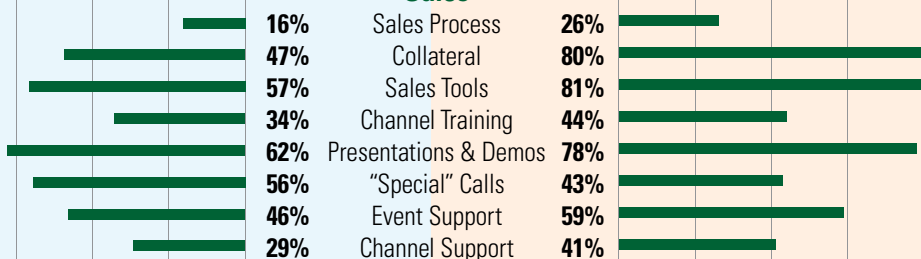 Sales
16% Sales Process 26%
47% Collateral 80%
57% Sales Tools 81%
34% Channel Training 44%
62% Presentations & Demos 78%
56% “Special” Calls 43%
46% Event Support 59%
29% Channel Support 41%